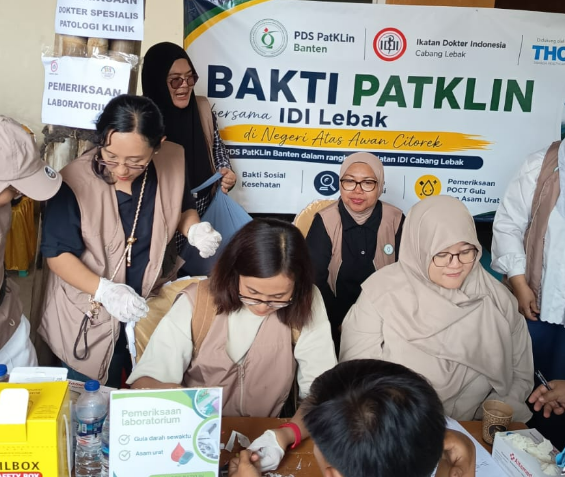 DOKTER SPESIALIS
PATOLOGI KLINIK
PEMERIKSAAN
LABORATORIUM
PDS PatKLin
Banten
Ikatan Dokter Indonesia
Cabang Lebak
BAKTI PATKLIN
bersama IDI Lebak
di Negeri Atas Awan Citorek
PDS PatKLin Banten dalam rangka IDI Cabang Lebak
Bakti Sosial
Kesehatan
Pemeriksaan
POCT Gula
Asam Urat
Pemeriksaan
laboratorium
Gula darah sewaktu
Asam urat